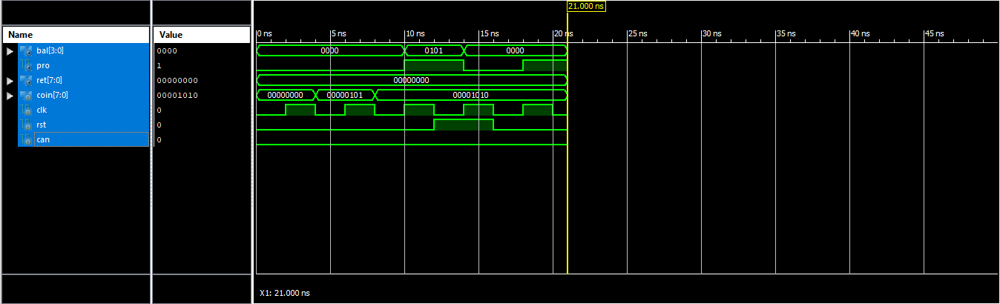 21.000 ns
Name Value
0 ns 5 ns 10 ns 15 ns 20 ns 25 ns 30 ns 35 ns 40 ns 45 ns
bal[3:0] 0000 0000 0101 0000
pro 1
ret[7:0] 00000000 00000000
coin[7:0] 00001010 00000000 00000101 00001010
clk 0
rst 0
can 0
X1: 21.000 ns